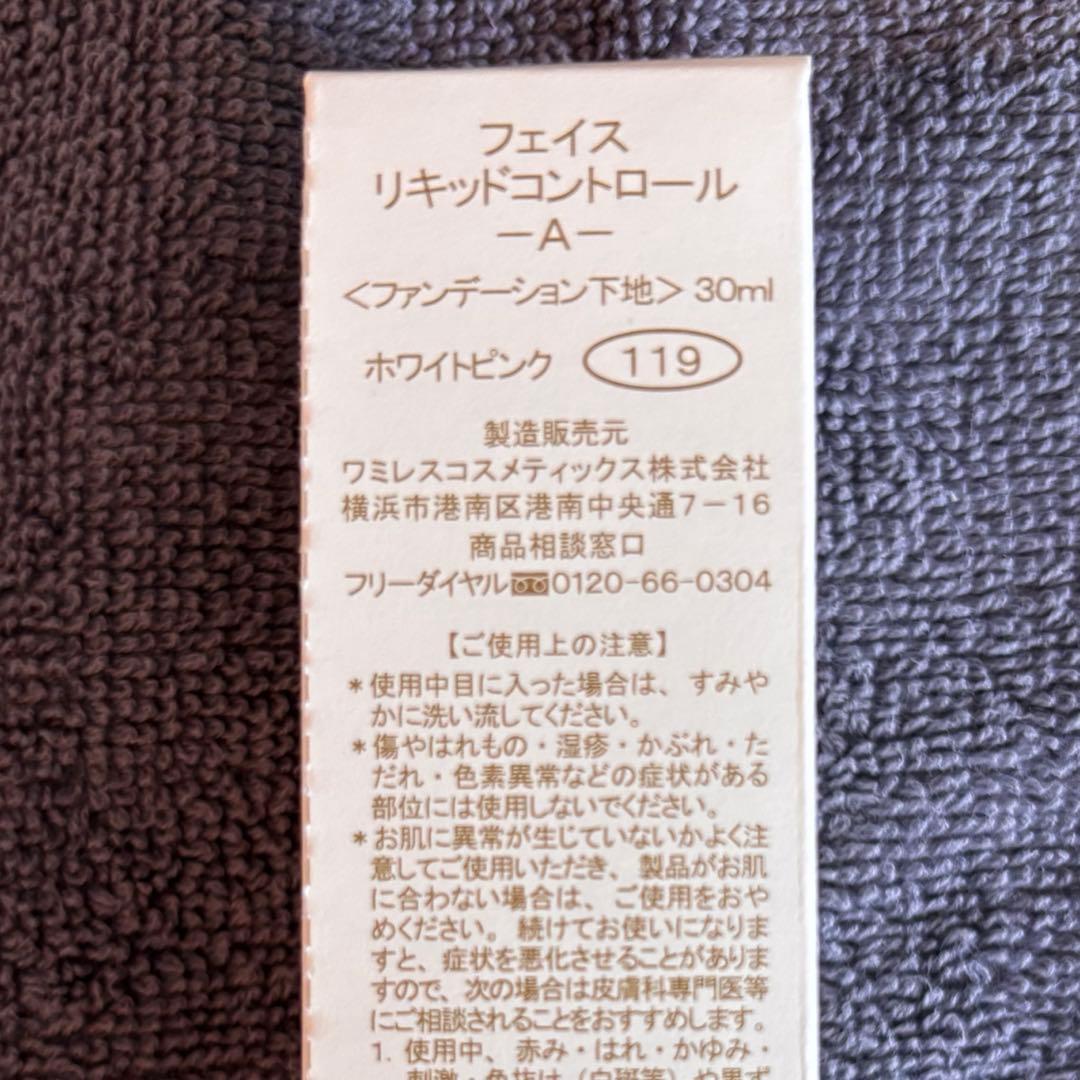 フェイス
リキッドコントロール
－A－
＜ファンデーション下地＞ 30ml
ホワイトピンク 119
製造販売元
ワミレスコスメティックス株式会社
横浜市港南区港南中央通7－16
商品相談窓口
フリーダイヤル 0120-66-0304
【ご使用上の注意】
＊使用中目に入った場合は、すみや
かに洗い流してください。
＊傷やはれもの・湿疹・かぶれ・た
だれ・色素異常などの症状がある
部位には使用しないでください。
＊お肌に異常が生じていないかよく注
意してご使用いただき、製品がお肌
に合わない場合は、ご使用をおや
めください。続けてお使いになりま
すと、症状を悪化させることがありま
すので、次の場合は皮膚科専門医等
にご相談されることをおすすめします。
1. 使用中、赤み・はれ・かゆみ・
刺激・色抜け（白斑等）や黒ず